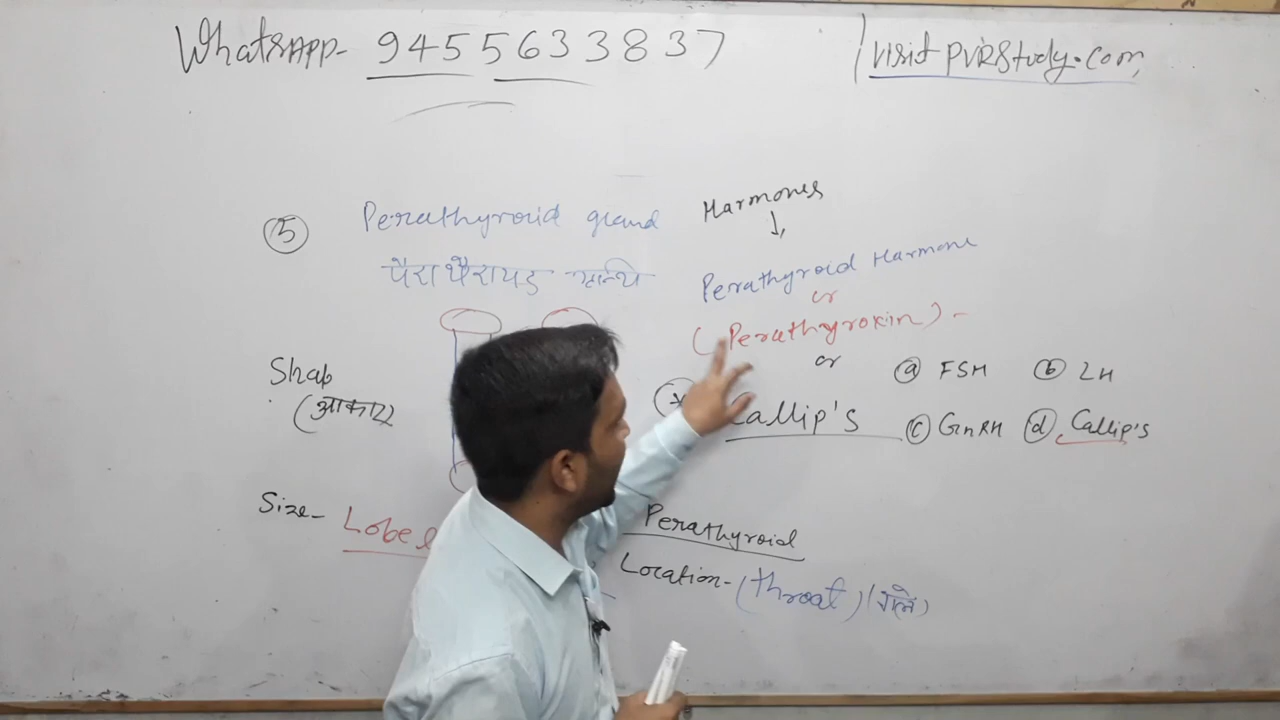 WhatsAPP- 9455633837
visit PVRStudy.com
5 Perathyroid gland
पैराथैरायड ग्रन्थि
Harmones
Perathyroid Harmone
or
(Perathyroxin) -
or
Callip's
a FSH b LH
c GnRH d Callip's
Shap
(आकार)
Size- Lobe
Perathyroid
Location- (throat) (गले)